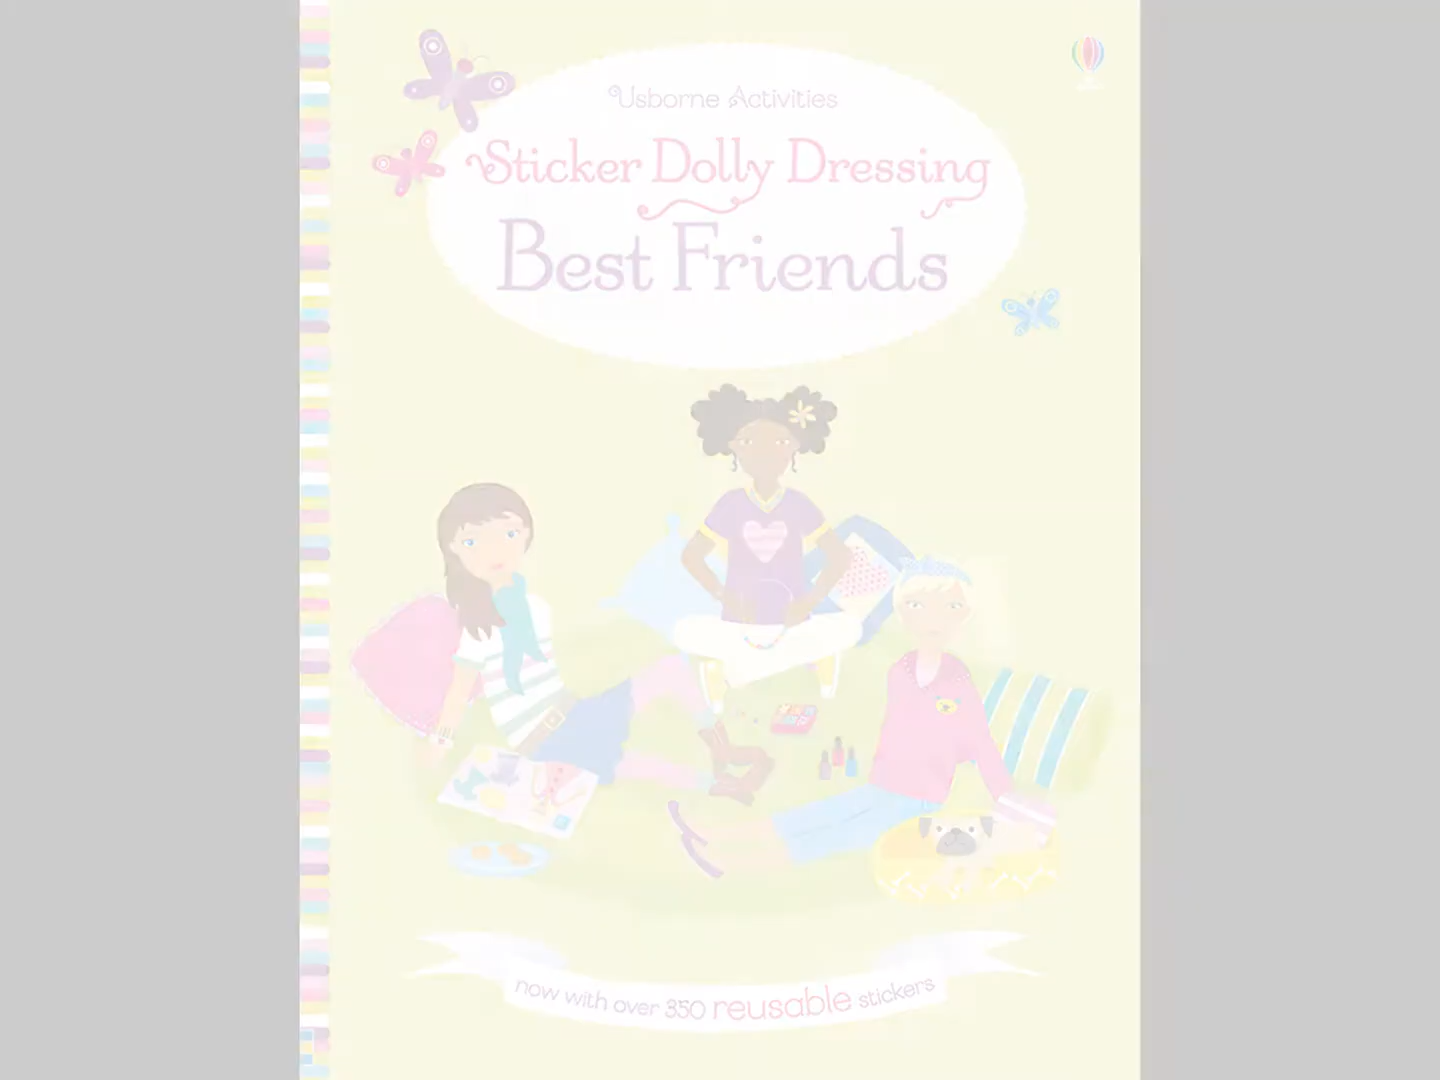 Usborne Activities
Sticker Dolly Dressing
Best Friends
now with over 350 reusable stickers